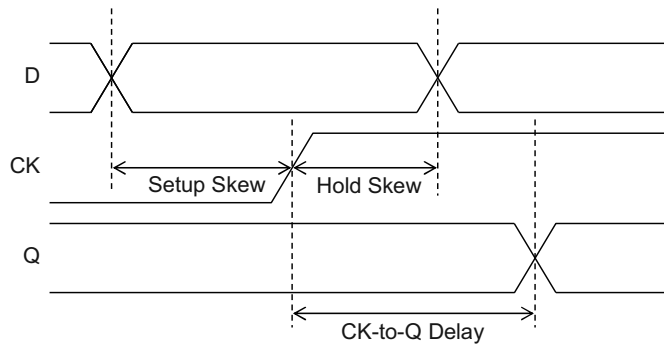 D
CK
Setup Skew
Hold Skew
Q
CK-to-Q Delay